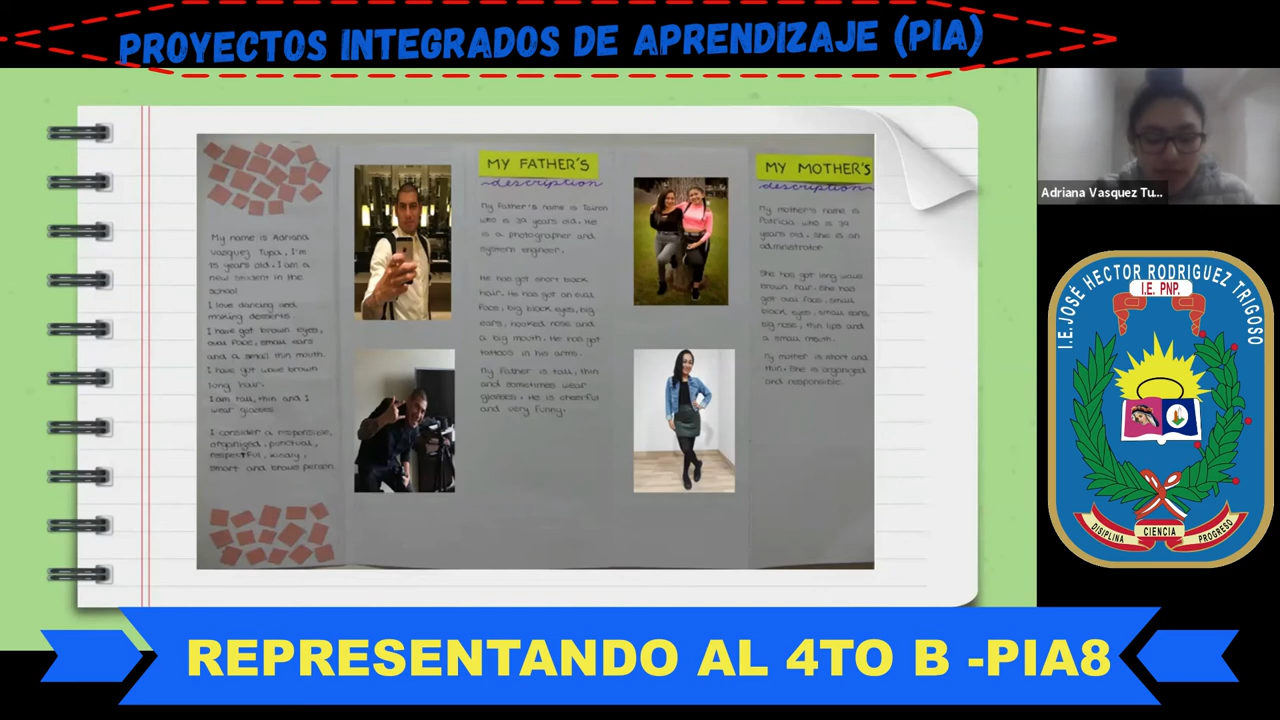 PROYECTOS INTEGRADOS DE APRENDIZAJE (PIA)
My name is Adriana
Vasquez Tupa, I'm
15 years old. I am a
new student in the
school
I love dancing and
making desserts.
I have got brown eyes,
oval face, small ears
and a small thin mouth.
I have got wave brown
long hair.
I am tall, thin and I
wear glasses
I consider a responsible,
organized, punctual,
respectful, kindly,
smart and brave person
MY FATHER'S
description
My father's name is
who is 39 years old. He
is a photographer and
system engineer.
He has got short black
hair. He has got an oval
face, big black eyes, big
ears, hooked nose and
a big mouth. He has got
tattoos in his arms.
My father is tall, thin
and sometimes wear
glasses. He is cheerful
and very funny.
MY MOTHER'S
description
My mother's name is
Patricia who is 39
years old. She is an
administrator
She has got long wave
brown hair. She has
got oval face, small
black eyes, small ears,
big nose, thin lips and
a small mouth.
My mother is short and
thin. She is organized
and responsible.
Adriana Vasquez Tu...
I.E.JOSÉ HECTOR RODRIGUEZ TRIGOSO
I.E. PNP.
DISIPLINA
CIENCIA
PROGRESO
REPRESENTANDO AL 4TO B -PIA8